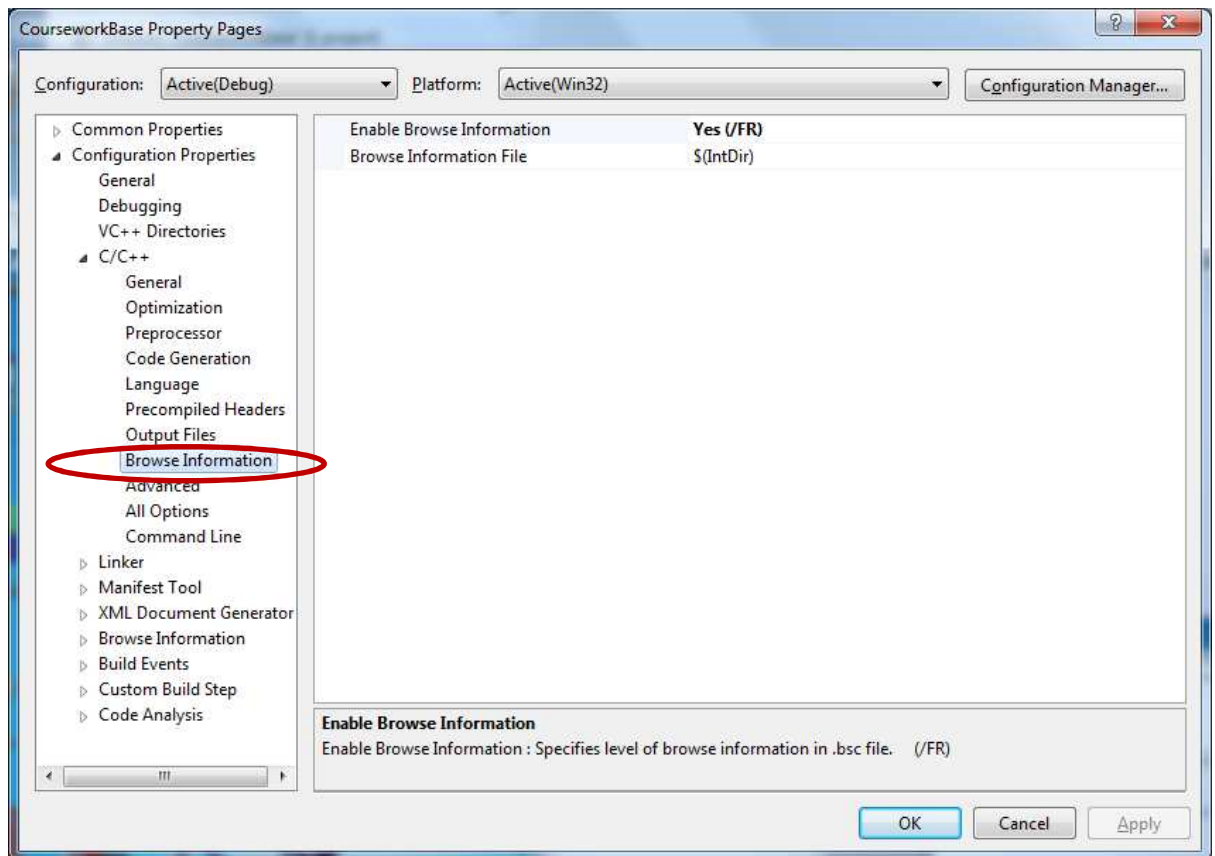 CourseworkBase Property Pages
?
Configuration: Active(Debug) Platform: Active(Win32) Configuration Manager...
Common Properties
Configuration Properties
General
Debugging
VC++ Directories
C/C++
General
Optimization
Preprocessor
Code Generation
Language
Precompiled Headers
Output Files
Browse Information
Advanced
All Options
Command Line
Linker
Manifest Tool
XML Document Generator
Browse Information
Build Events
Custom Build Step
Code Analysis
Enable Browse Information Yes (/FR)
Browse Information File $(IntDir)
Enable Browse Information
Enable Browse Information : Specifies level of browse information in .bsc file. (/FR)
OK Cancel Apply